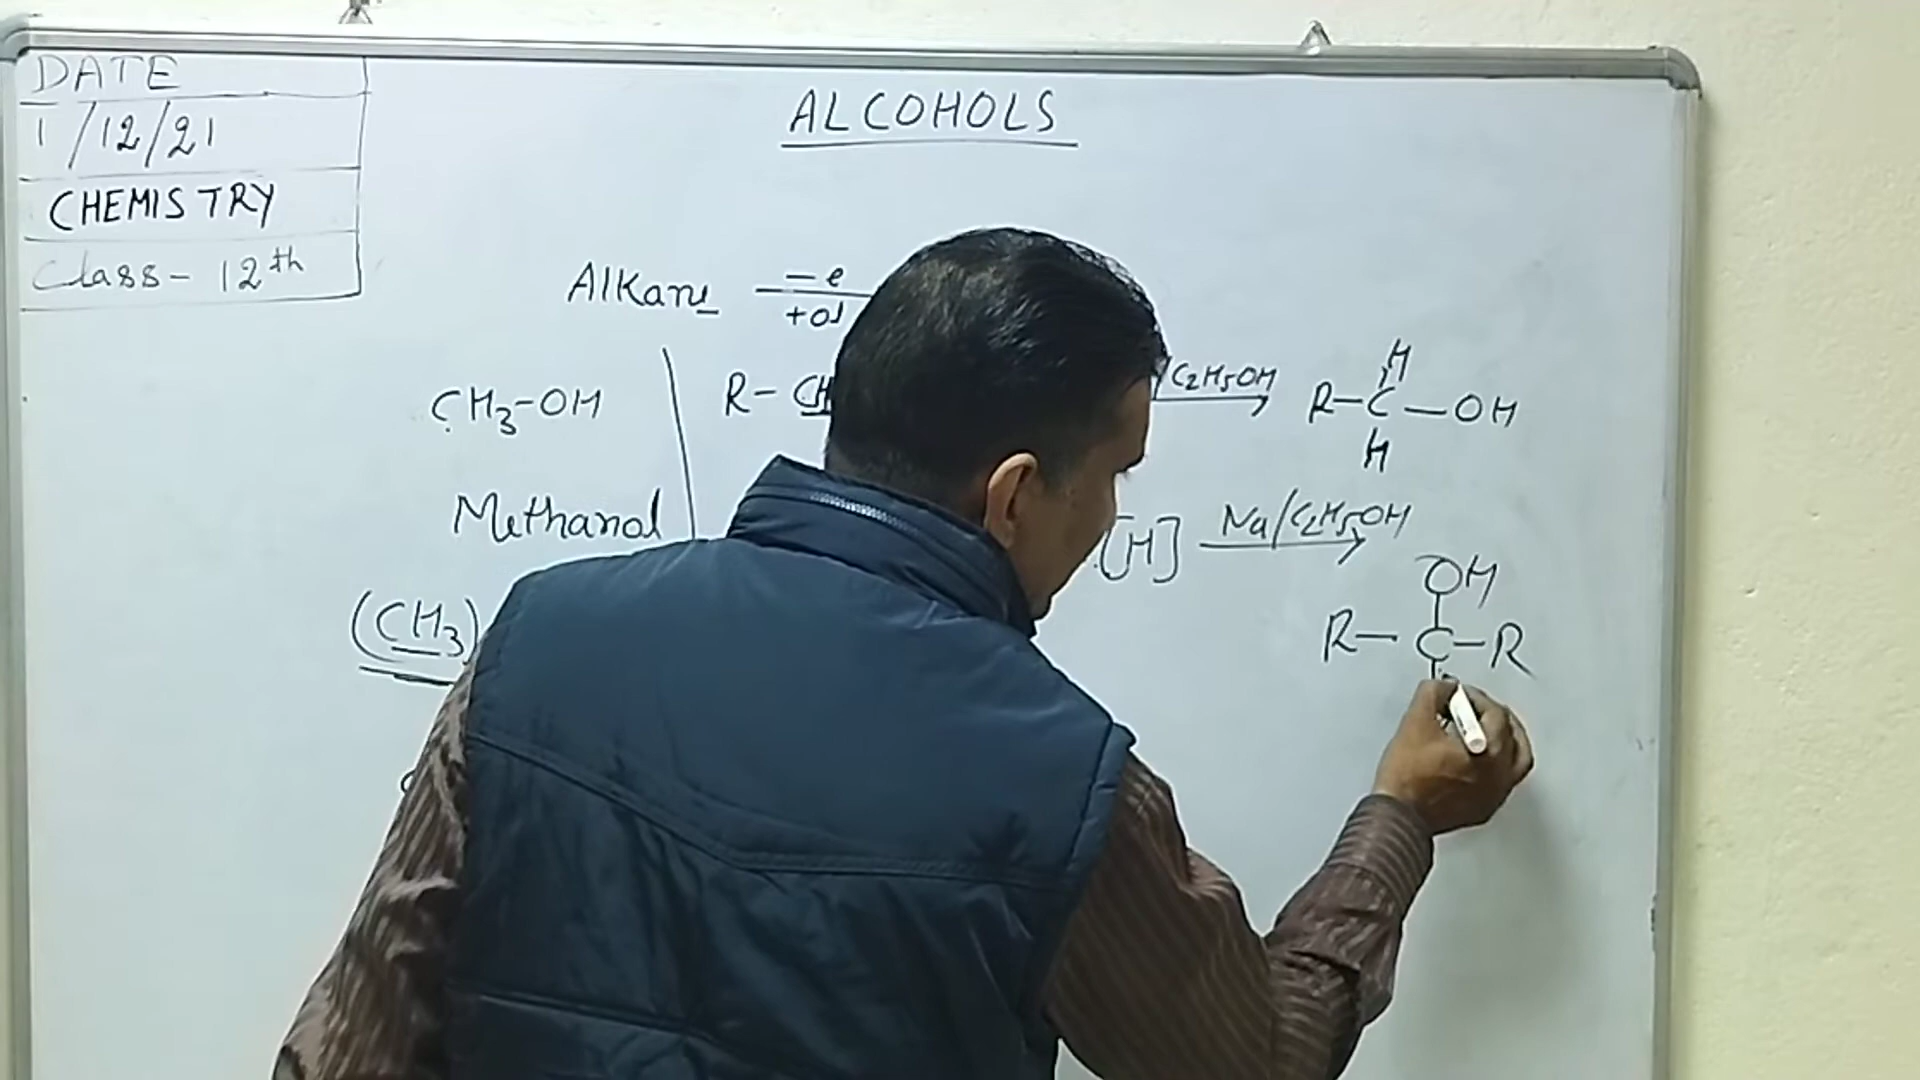 DATE
1/12/21
CHEMISTRY
Class - 12th
ALCOHOLS
Alkane -e
+ol
CH3-OH
R- CH
/C2H5OH
H
R-C-OH
H
Methanol
[H] Na/C2H5OH
OH
R-C-R
(CH3)